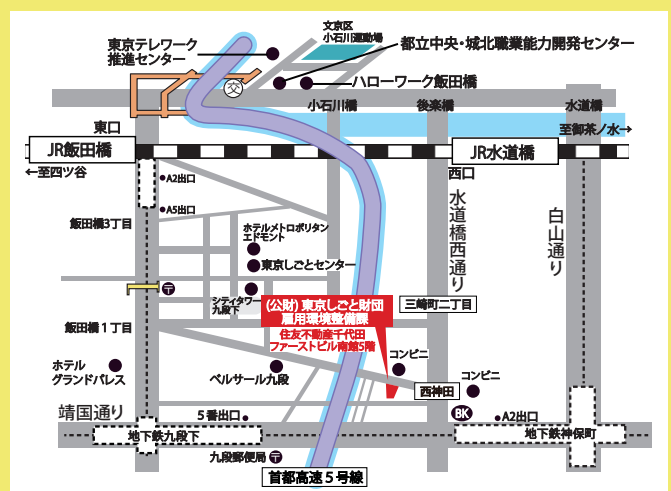 文京区
小石川運動場
東京テレワーク
推進センター
都立中央・城北職業能力開発センター
交
ハローワーク飯田橋
小石川橋
後楽橋
水道橋
東口
至御茶ノ水→
JR飯田橋
JR水道橋
←至四ツ谷
西口
A2出口
A5出口
飯田橋3丁目
水道橋西通り
白山通り
ホテルメトロポリタン
エドモント
東京しごとセンター
〒
シティタワー
九段下
(公財) 東京しごと財団
雇用環境整備課
三崎町二丁目
飯田橋1丁目
住友不動産千代田
ファーストビル南館5階
コンビニ
ホテル
グランドパレス
ベルサール九段
コンビニ
西神田
靖国通り
5番出口
BK
A2出口
地下鉄九段下
地下鉄神保町
九段郵便局
〒
首都高速5号線